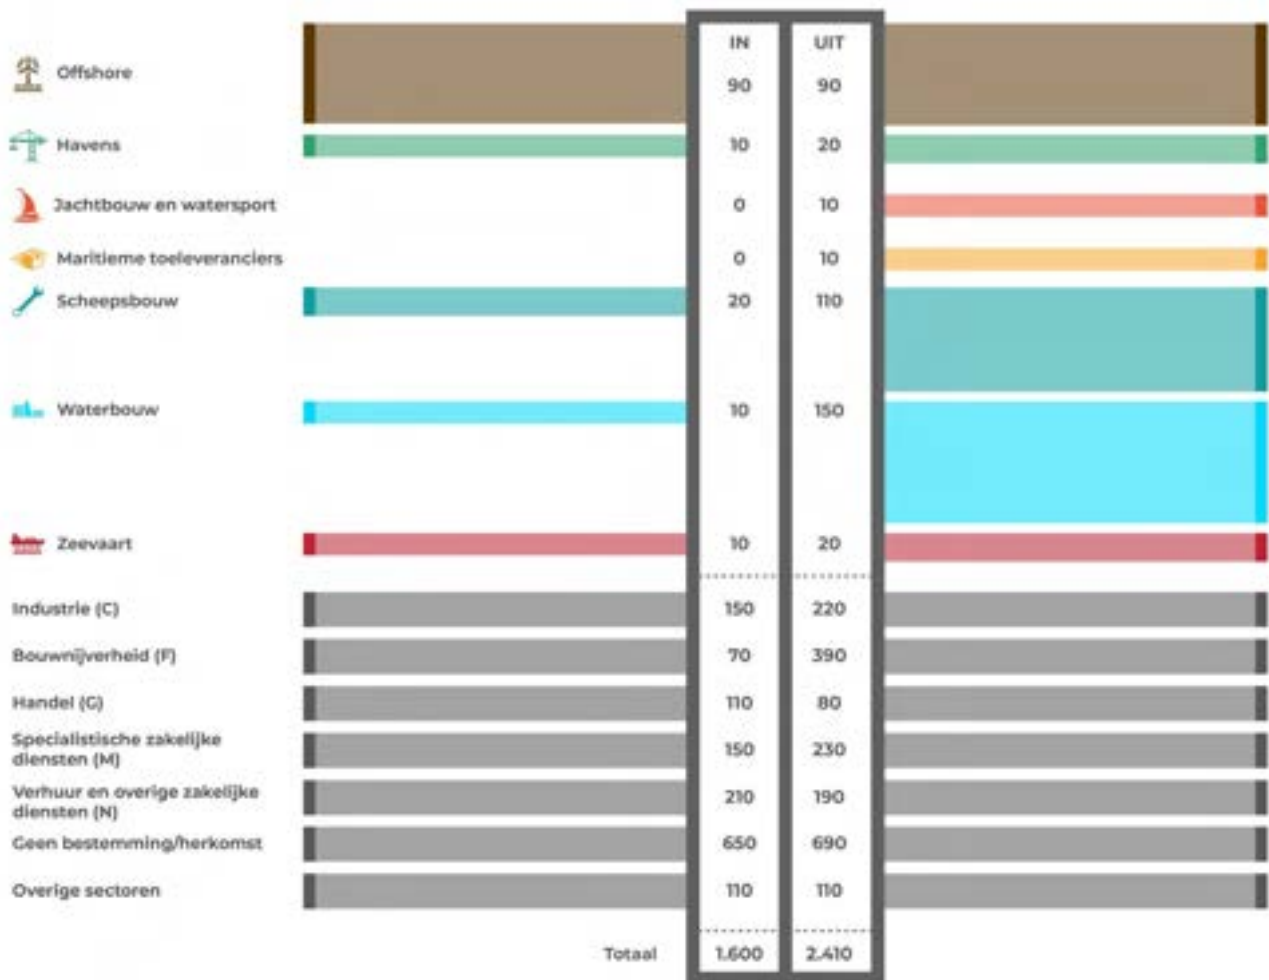 IN UIT
Offshore 90 90
Havens 10 20
Jachtbouw en watersport 0 10
Maritieme toeleveranciers 0 10
Scheepsbouw 20 110
Waterbouw 10 150
Zeevaart 10 20
Industrie (C) 150 220
Bouwnijverheid (F) 70 390
Handel (G) 110 80
Specialistische zakelijke
diensten (M) 150 230
Verhuur en overige zakelijke
diensten (N) 210 190
Geen bestemming/herkomst 650 690
Overige sectoren 110 110
Totaal 1.600 2.410